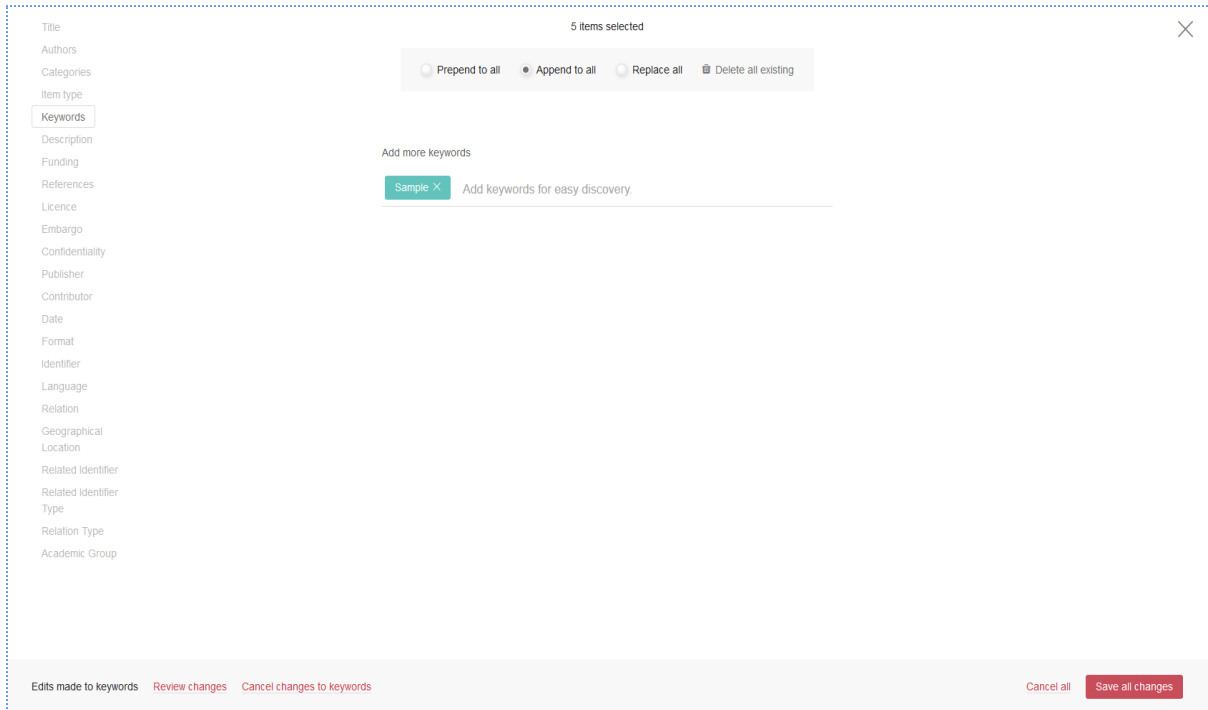 5 items selected
Title
Authors
Categories
Item type
Keywords
Description
Funding
References
Licence
Embargo
Confidentiality
Publisher
Contributor
Date
Format
Identifier
Language
Relation
Geographical
Location
Related Identifier
Related Identifier
Type
Relation Type
Academic Group
Prepend to all Append to all Replace all Delete all existing
Add more keywords
Sample Add keywords for easy discovery.
Edits made to keywords Review changes Cancel changes to keywords Cancel all Save all changes